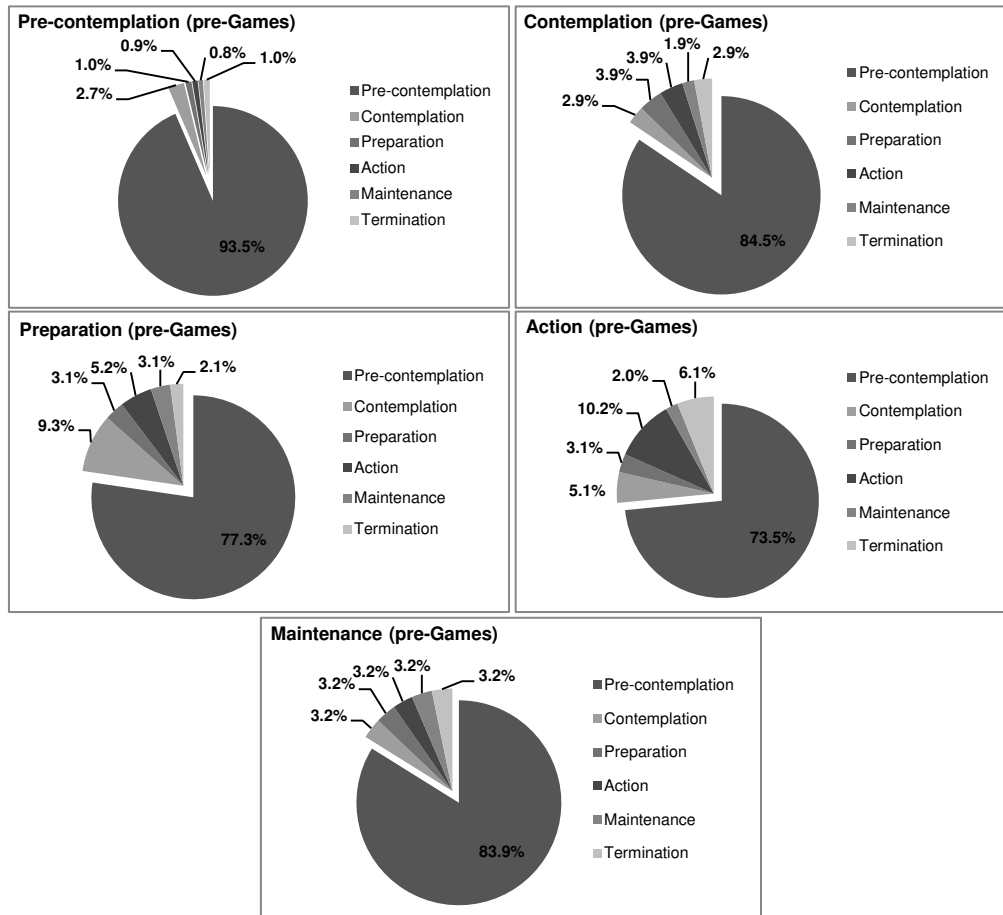 Pre-contemplation (pre-Games)
0.9%
0.8%
1.0%
1.0%
2.7%
93.5%
Pre-contemplation
Contemplation
Preparation
Action
Maintenance
Termination
Contemplation (pre-Games)
1.9%
3.9%
2.9%
3.9%
2.9%
84.5%
Pre-contemplation
Contemplation
Preparation
Action
Maintenance
Termination
Preparation (pre-Games)
5.2%
3.1%
2.1%
3.1%
9.3%
77.3%
Pre-contemplation
Contemplation
Preparation
Action
Maintenance
Termination
Action (pre-Games)
2.0%
6.1%
10.2%
3.1%
5.1%
73.5%
Pre-contemplation
Contemplation
Preparation
Action
Maintenance
Termination
Maintenance (pre-Games)
3.2%
3.2%
3.2%
3.2%
3.2%
83.9%
Pre-contemplation
Contemplation
Preparation
Action
Maintenance
Termination